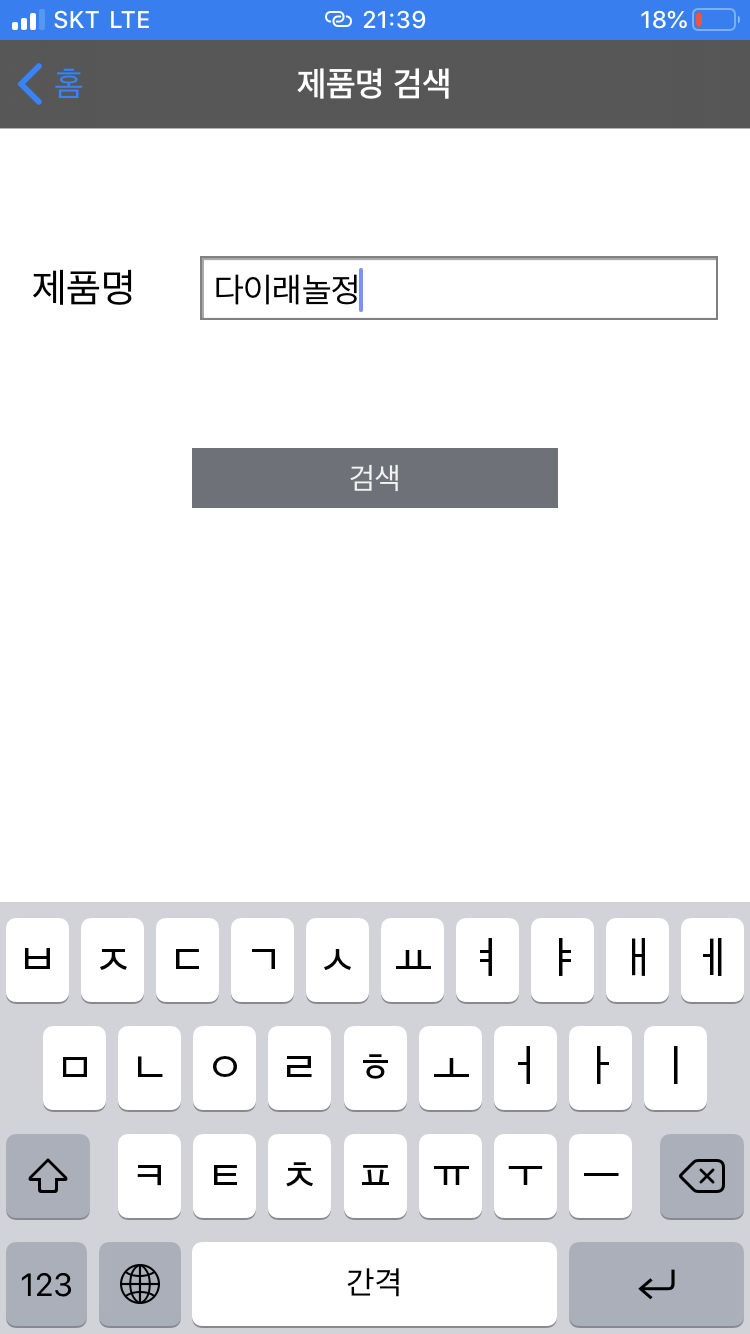 SKT LTE 21:39 18%
홈 제품명 검색
제품명 다이래놀정
검색
ㅂ ㅈ ㄷ ㄱ ㅅ ㅛ ㅕ ㅑ ㅐ ㅔ
ㅁ ㄴ ㅇ ㄹ ㅎ ㅗ ㅓ ㅏ ㅣ
ㅋ ㅌ ㅊ ㅍ ㅠ ㅜ ㅡ
123 간격